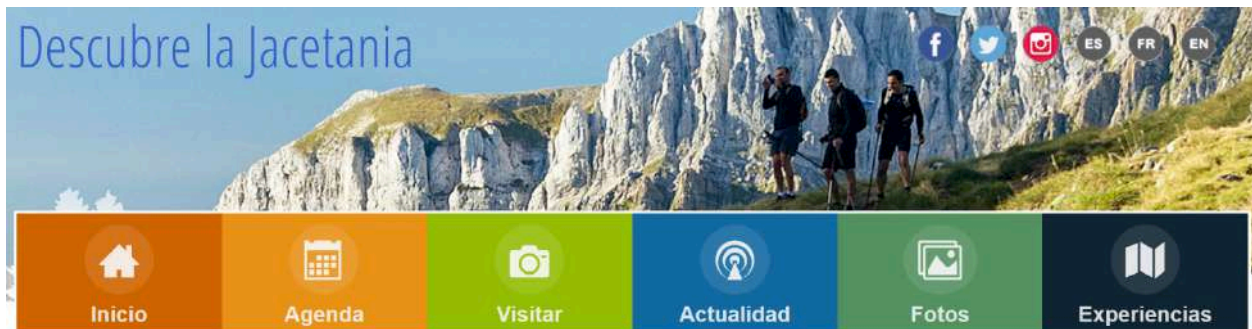 Descubre la Jacetania
ES FR EN
Inicio Agenda Visitar Actualidad Fotos Experiencias